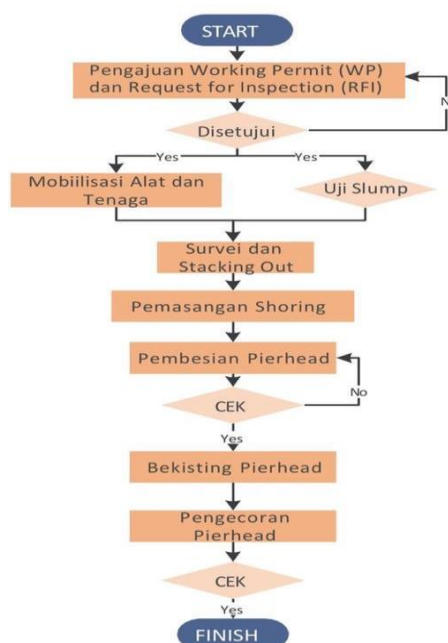 START
Pengajuan Working Permit (WP)
dan Request for Inspection (RFI)
N
Disetujui
Yes
Yes
Mobiilisasi Alat dan
Tenaga
Uji Slump
Survei dan
Stacking Out
Pemasangan Shoring
Pembesian Pierhead
No
CEK
Yes
Bekisting Pierhead
Pengecoran
Pierhead
CEK
Yes
FINISH